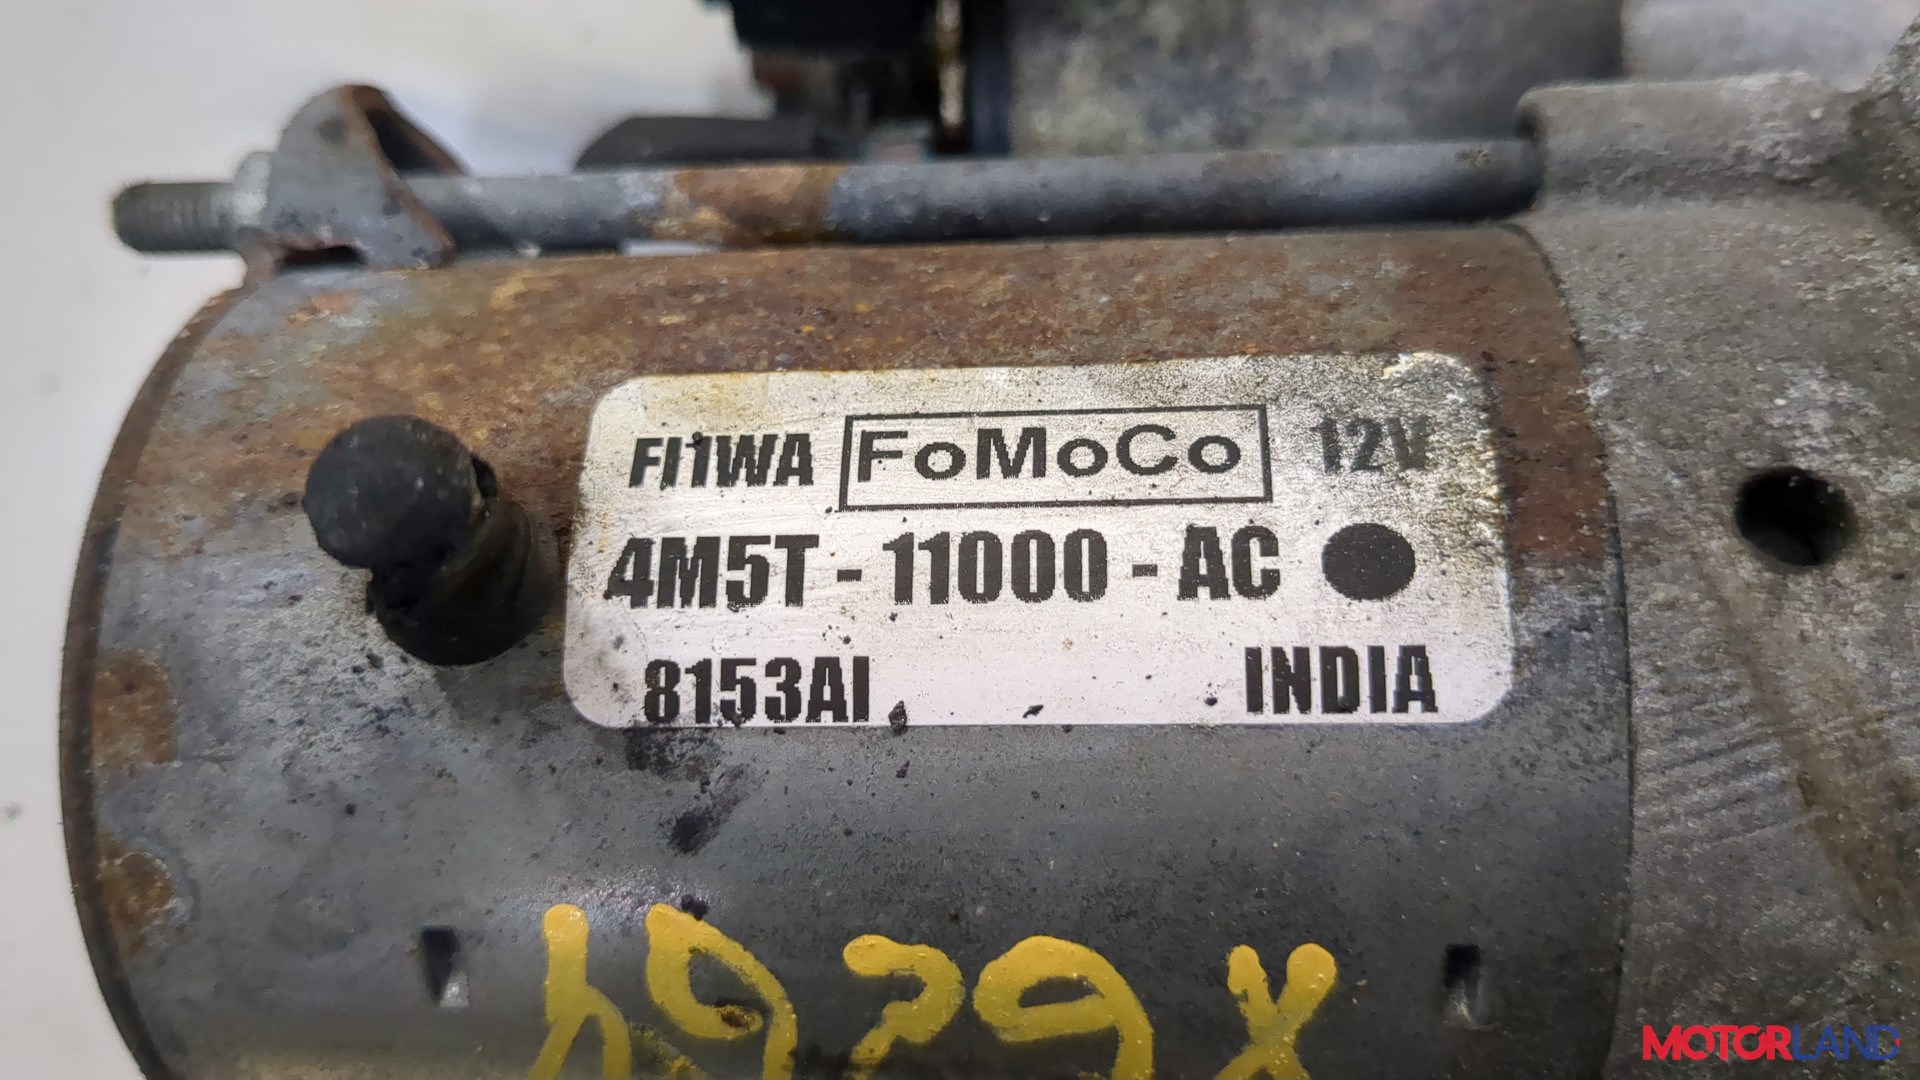 FI1WA FoMoCo 12V
4M5T - 11000 - AC
8153AI INDIA
MOTORLAND